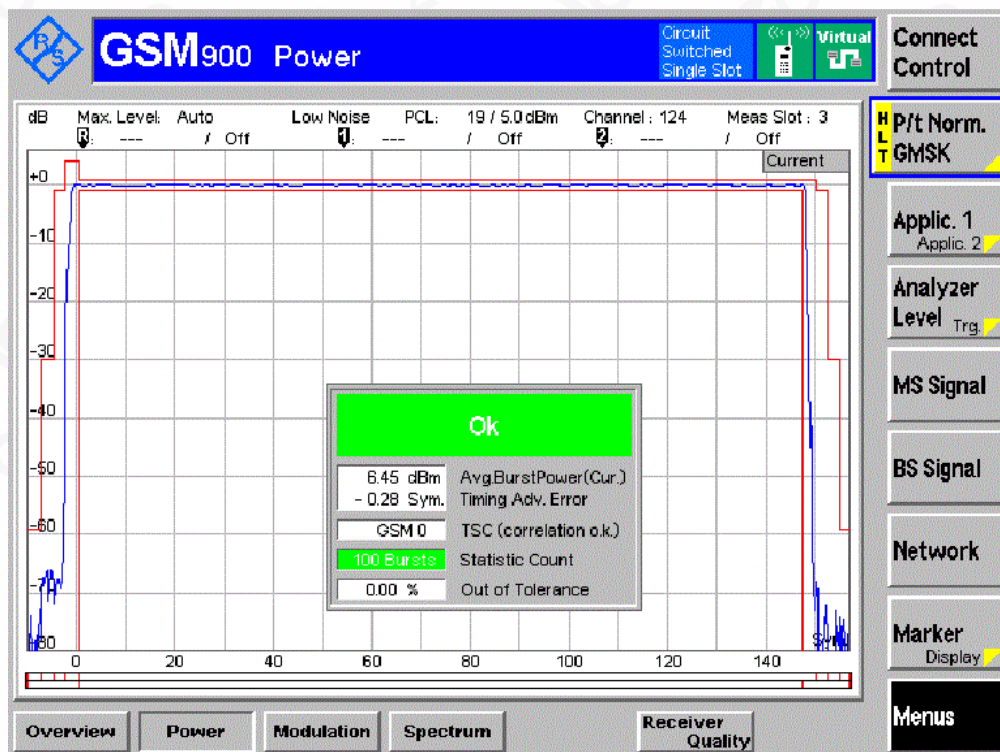 R/S
GSM900 Power
Circuit
Switched
Single Slot
Virtual
Connect
Control
dB Max. Level: Auto Low Noise PCL: 19 / 5.0 dBm Channel : 124 Meas Slot : 3
R: --- / Off 1: --- / Off 2: --- / Off
Current
HLT
P/t Norm.
GMSK
+0
-10
-20
-30
-40
-50
-60
-80
Applic. 1
Applic. 2
Analyzer
Level Trg.
MS Signal
BS Signal
Network
Marker
Display
Menus
Ok
6.45 dBm Avg.BurstPower(Cur.)
- 0.28 Sym. Timing Adv. Error
GSM 0 TSC (correlation o.k.)
100 Bursts Statistic Count
0.00 % Out of Tolerance
0 20 40 60 80 100 120 140
Overview Power Modulation Spectrum Receiver
Quality